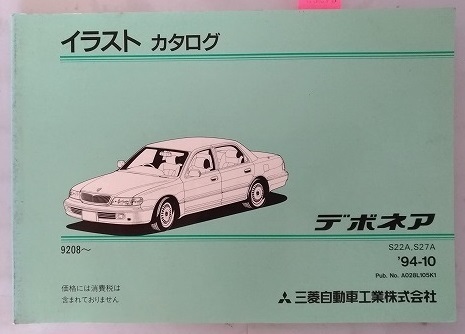 イラスト カタログ
デボネア
9208～
S22A, S27A
'94-10
Pub. No. A028L105K1
価格には消費税は
含まれておりません
三菱自動車工業株式会社